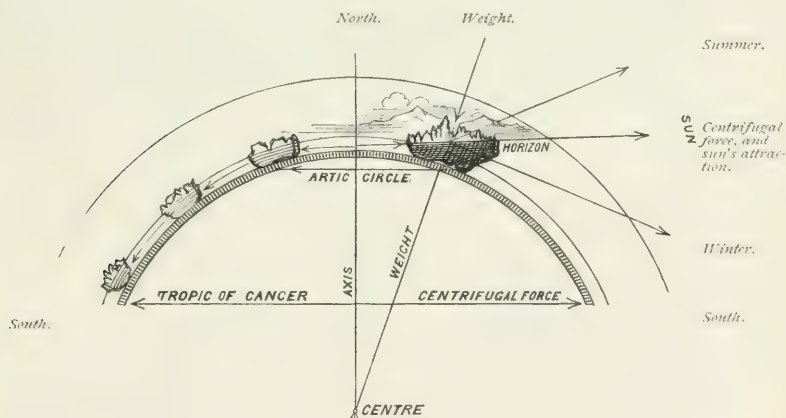 North.
Weight.
Summer.
SUN
Centrifugal
force, and
sun's attrac-
tion.
HORIZON
ARTIC CIRCLE.
WEIGHT
AXIS
Winter.
TROPIC OF CANCER
CENTRIFUGAL FORCE
South.
South.
CENTRE